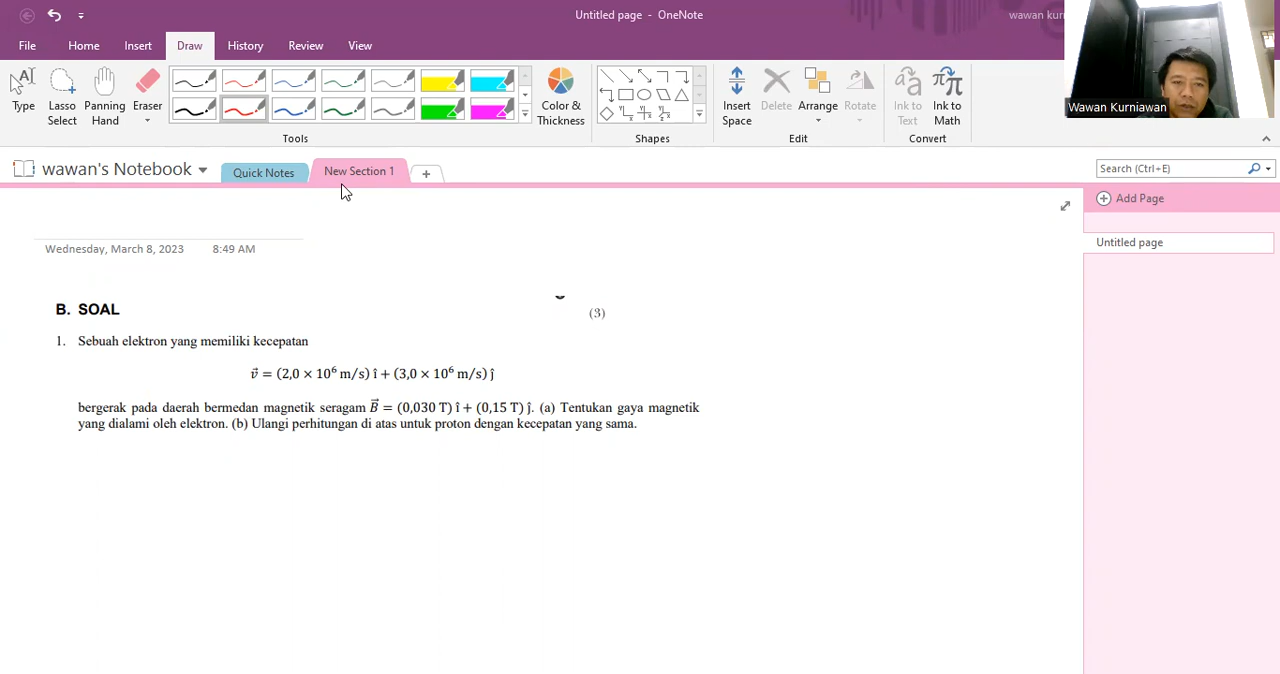 Untitled page - OneNote
wawan kur
File Home Insert Draw History Review View
Type
Lasso Select
Panning Hand
Eraser
Color & Thickness
Insert Space
Delete
Arrange
Rotate
Ink to Text
Ink to Math
Tools
Shapes
Edit
Convert
Wawan Kurniawan
wawan's Notebook
Quick Notes
New Section 1
Search (Ctrl+E)
Add Page
Untitled page
Wednesday, March 8, 2023 8:49 AM
B. SOAL
(3)
1. Sebuah elektron yang memiliki kecepatan
v⃗ = (2,0 × 10⁶ m/s) î + (3,0 × 10⁶ m/s) ĵ
bergerak pada daerah bermedan magnetik seragam B⃗ = (0,030 T) î + (0,15 T) ĵ. (a) Tentukan gaya magnetik
yang dialami oleh elektron. (b) Ulangi perhitungan di atas untuk proton dengan kecepatan yang sama.